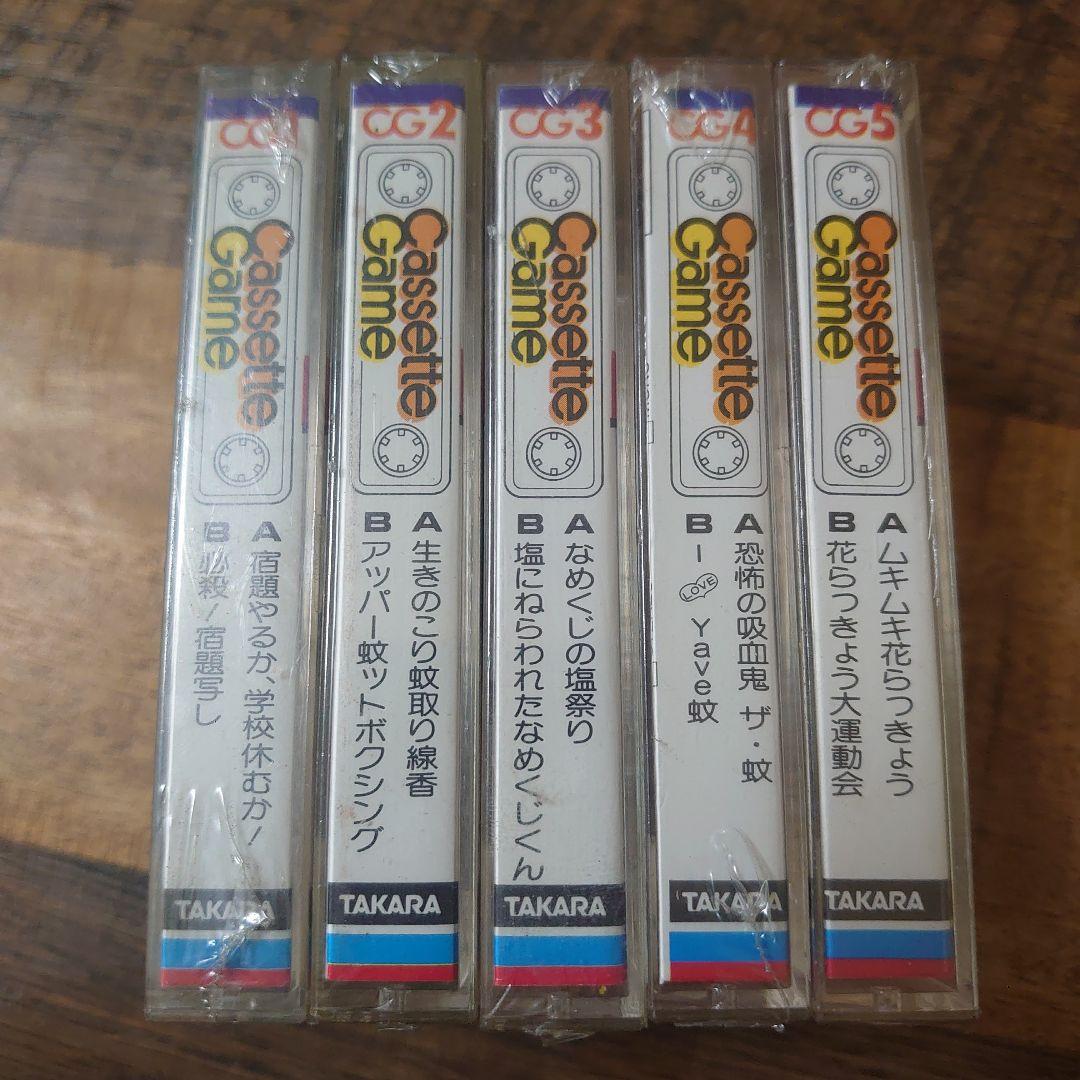 CG1
Cassette
Game
A 宿題やるか、学校休むか!
B 必殺!宿題写し
TAKARA
CG2
Cassette
Game
A 生きのこり蚊取り線香
B アッパー蚊ットボクシング
TAKARA
CG3
Cassette
Game
A なめくじの塩祭り
B 塩にねらわれたなめくじくん
TAKARA
CG4
Cassette
Game
A 恐怖の吸血鬼 ザ・蚊
B I LOVE Yave蚊
TAKARA
CG5
Cassette
Game
A ムキムキ花らっきょう
B 花らっきょう大運動会
TAKARA